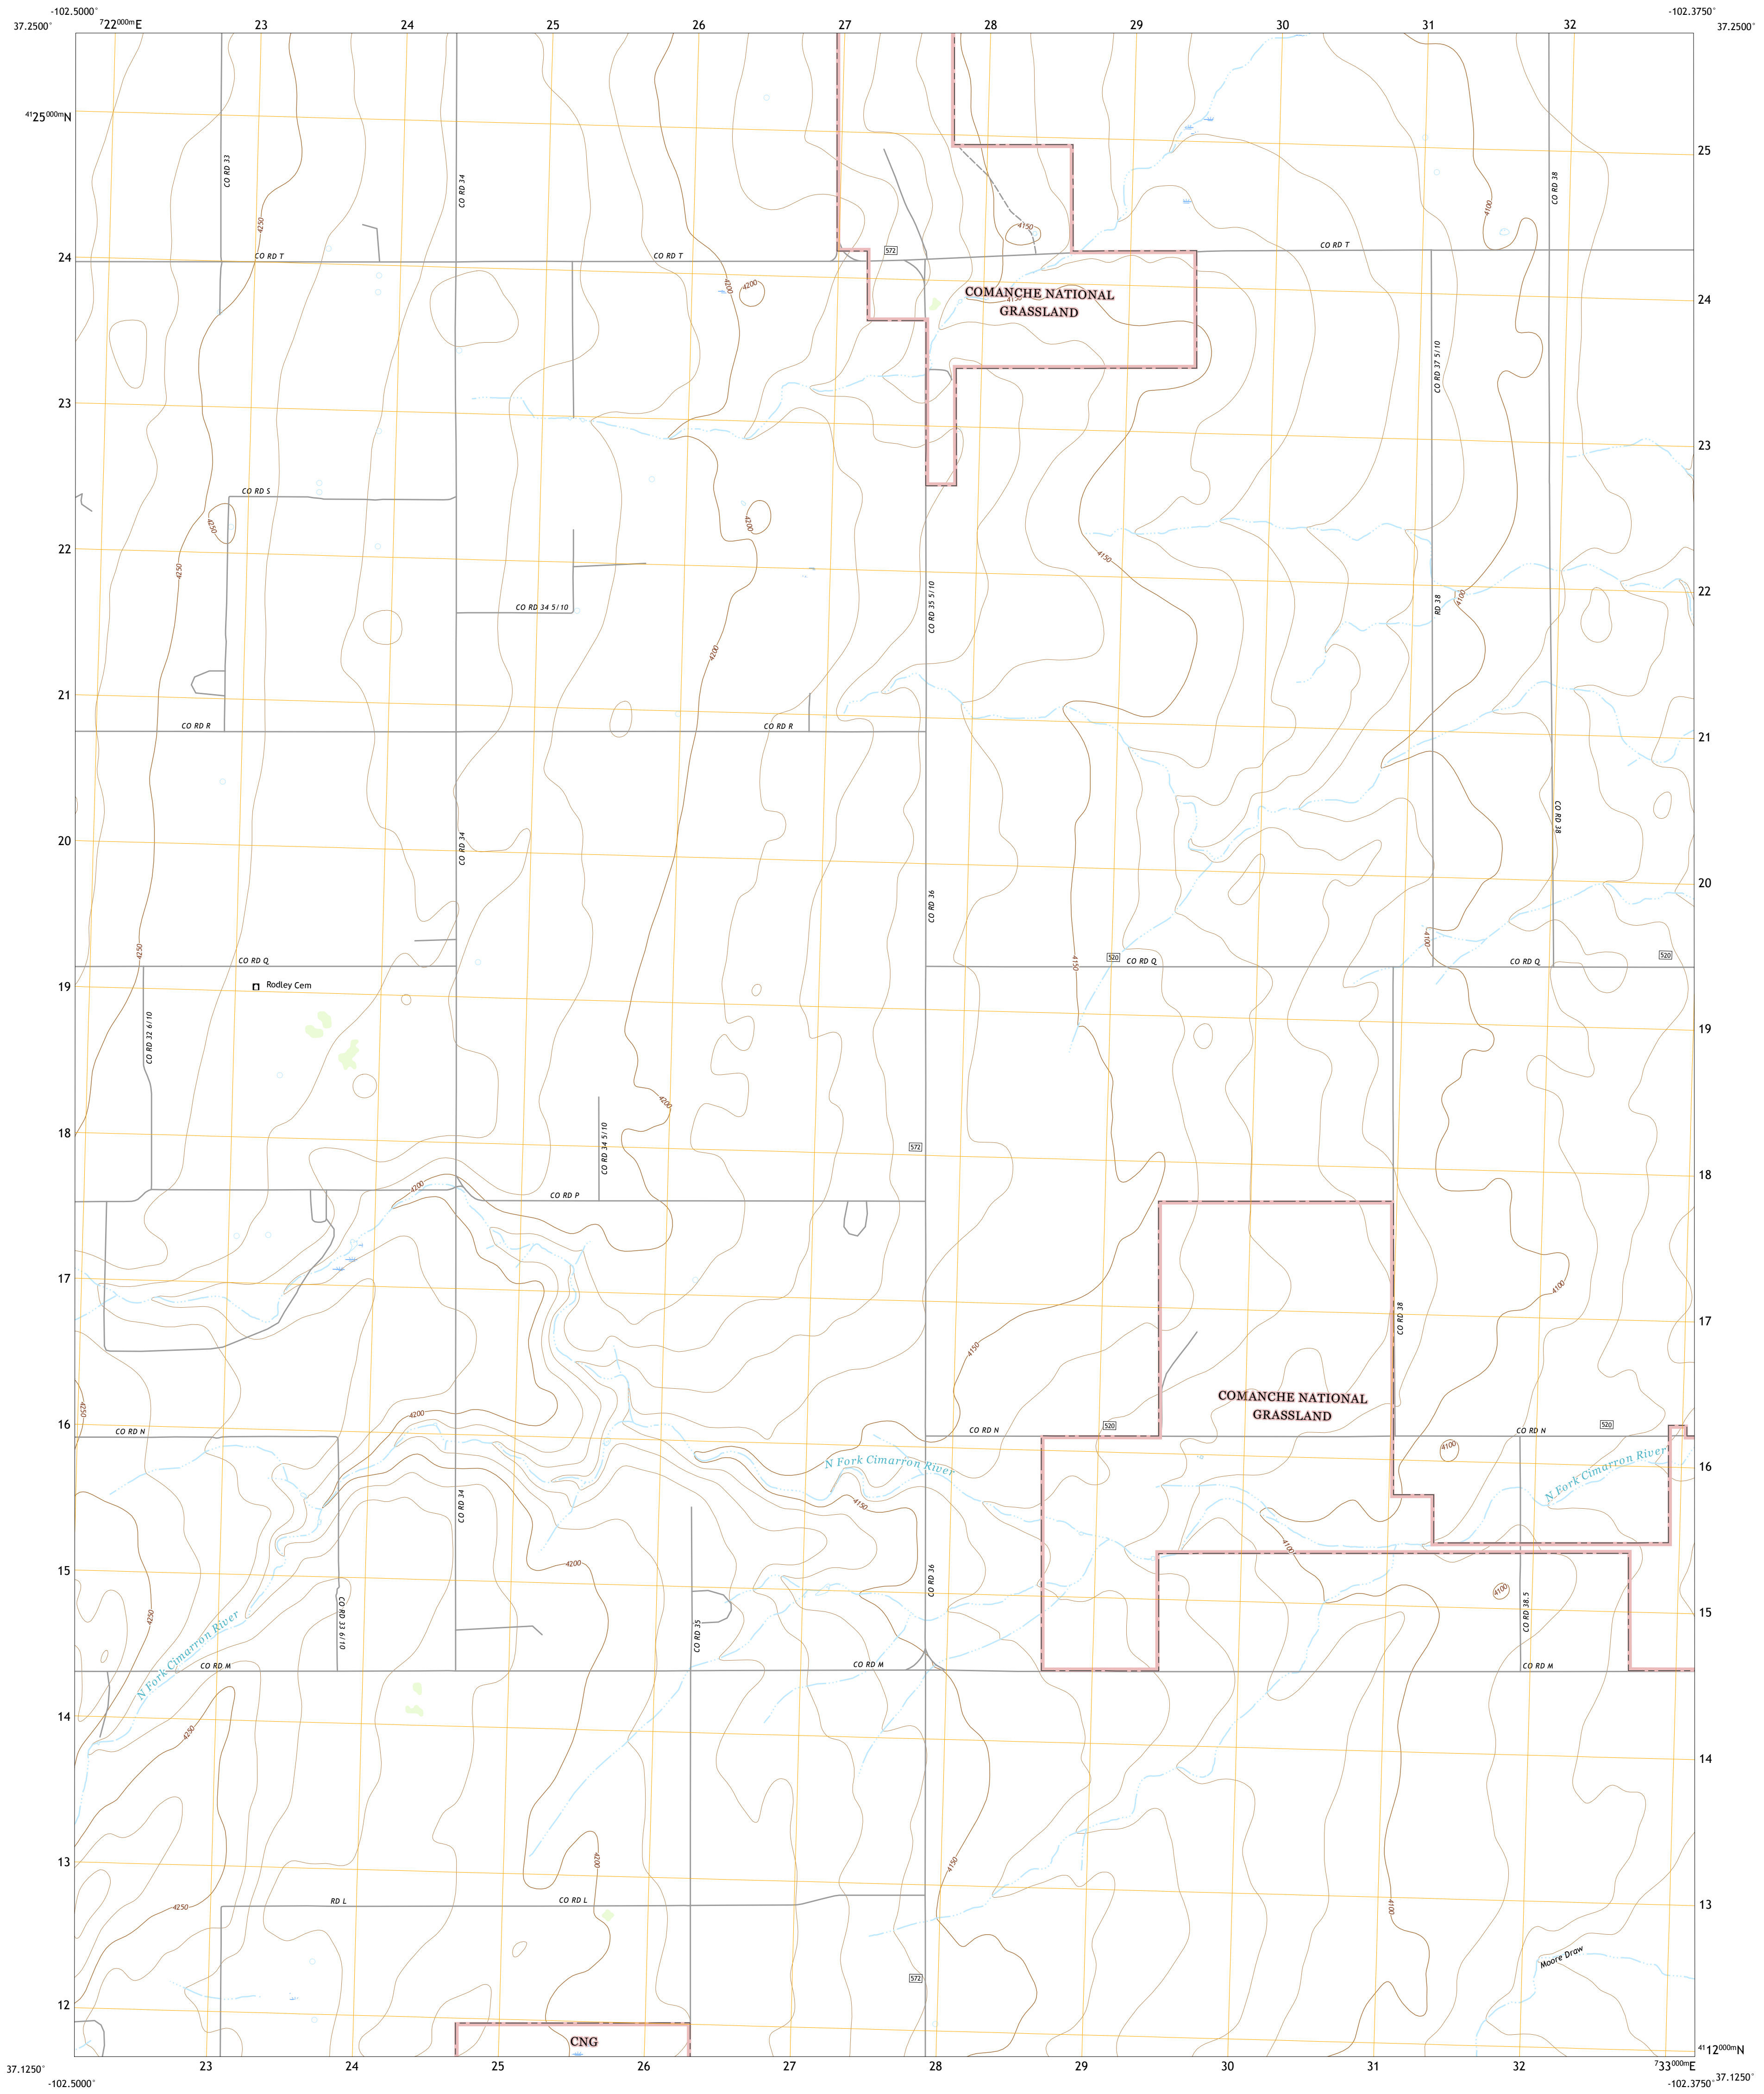 -102.5000°
-102.3750°
37.2500°
⁷22⁰⁰⁰ᵐE
23
24
25
26
27
28
29
30
31
32
37.2500°
⁴¹25⁰⁰⁰ᵐN
25
CO RD 33
CO RD 34
CO RD 38
4100
4250
4150
CO RD T
572
24
CO RD T
CO RD T
4200
4200
COMANCHE NATIONAL
GRASSLAND
4150
24
CO RD 37 5/10
23
23
CO RD S
4250
4200
22
4150
4250
22
CO RD 34 5/10
CO RD 35 5/10
RD 38
4100
4200
21
CO RD R
CO RD R
21
CO RD 38
20
CO RD 34
20
CO RD 36
4250
4100
CO RD Q
4150
520
CO RD Q
CO RD Q
520
19
Rodley Cem
19
CO RD 32 6/10
4200
18
CO RD 34 5/10
572
18
4200
CO RD P
17
4100
CO RD 38
17
4150
COMANCHE NATIONAL
GRASSLAND
4250
4200
16
520
520
CO RD N
CO RD N
CO RD N
4100
N Fork Cimarron River
N Fork Cimarron River
16
CO RD 34
4150
4100
15
4200
CO RD 36
4100
4250
CO RD 33 6/10
CO RD 35
CO RD 38.5
15
N Fork Cimarron River
CO RD M
CO RD M
CO RD M
14
4250
14
13
4200
4150
RD L
CO RD L
4250
4100
13
Moore Draw
572
12
CNG
⁴¹12⁰⁰⁰ᵐN
37.1250°
23
24
25
26
27
28
29
30
31
32
⁷33⁰⁰⁰ᵐE
37.1250°
-102.5000°
-102.3750°